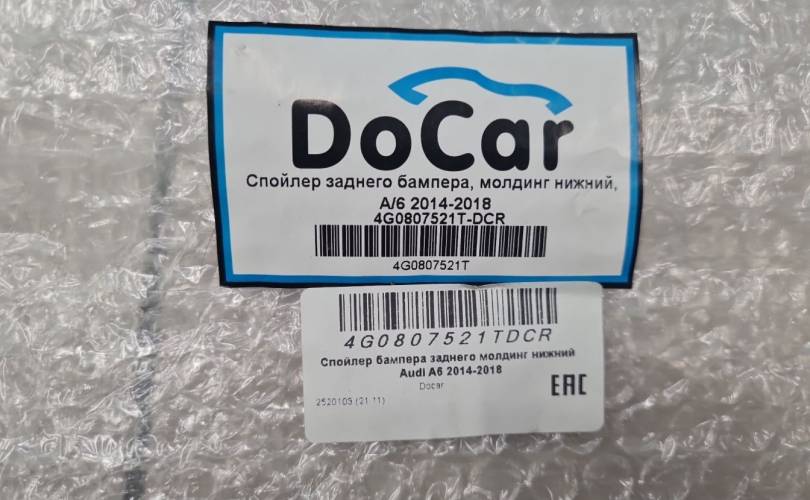 DoCar
Спойлер заднего бампера, молдинг нижний,
A/6 2014-2018
4G0807521T-DCR
4G0807521T
4G0807521TDCR
Спойлер бампера заднего молдинг нижний
Audi A6 2014-2018
Docar
EAC
2520103 (21 11)